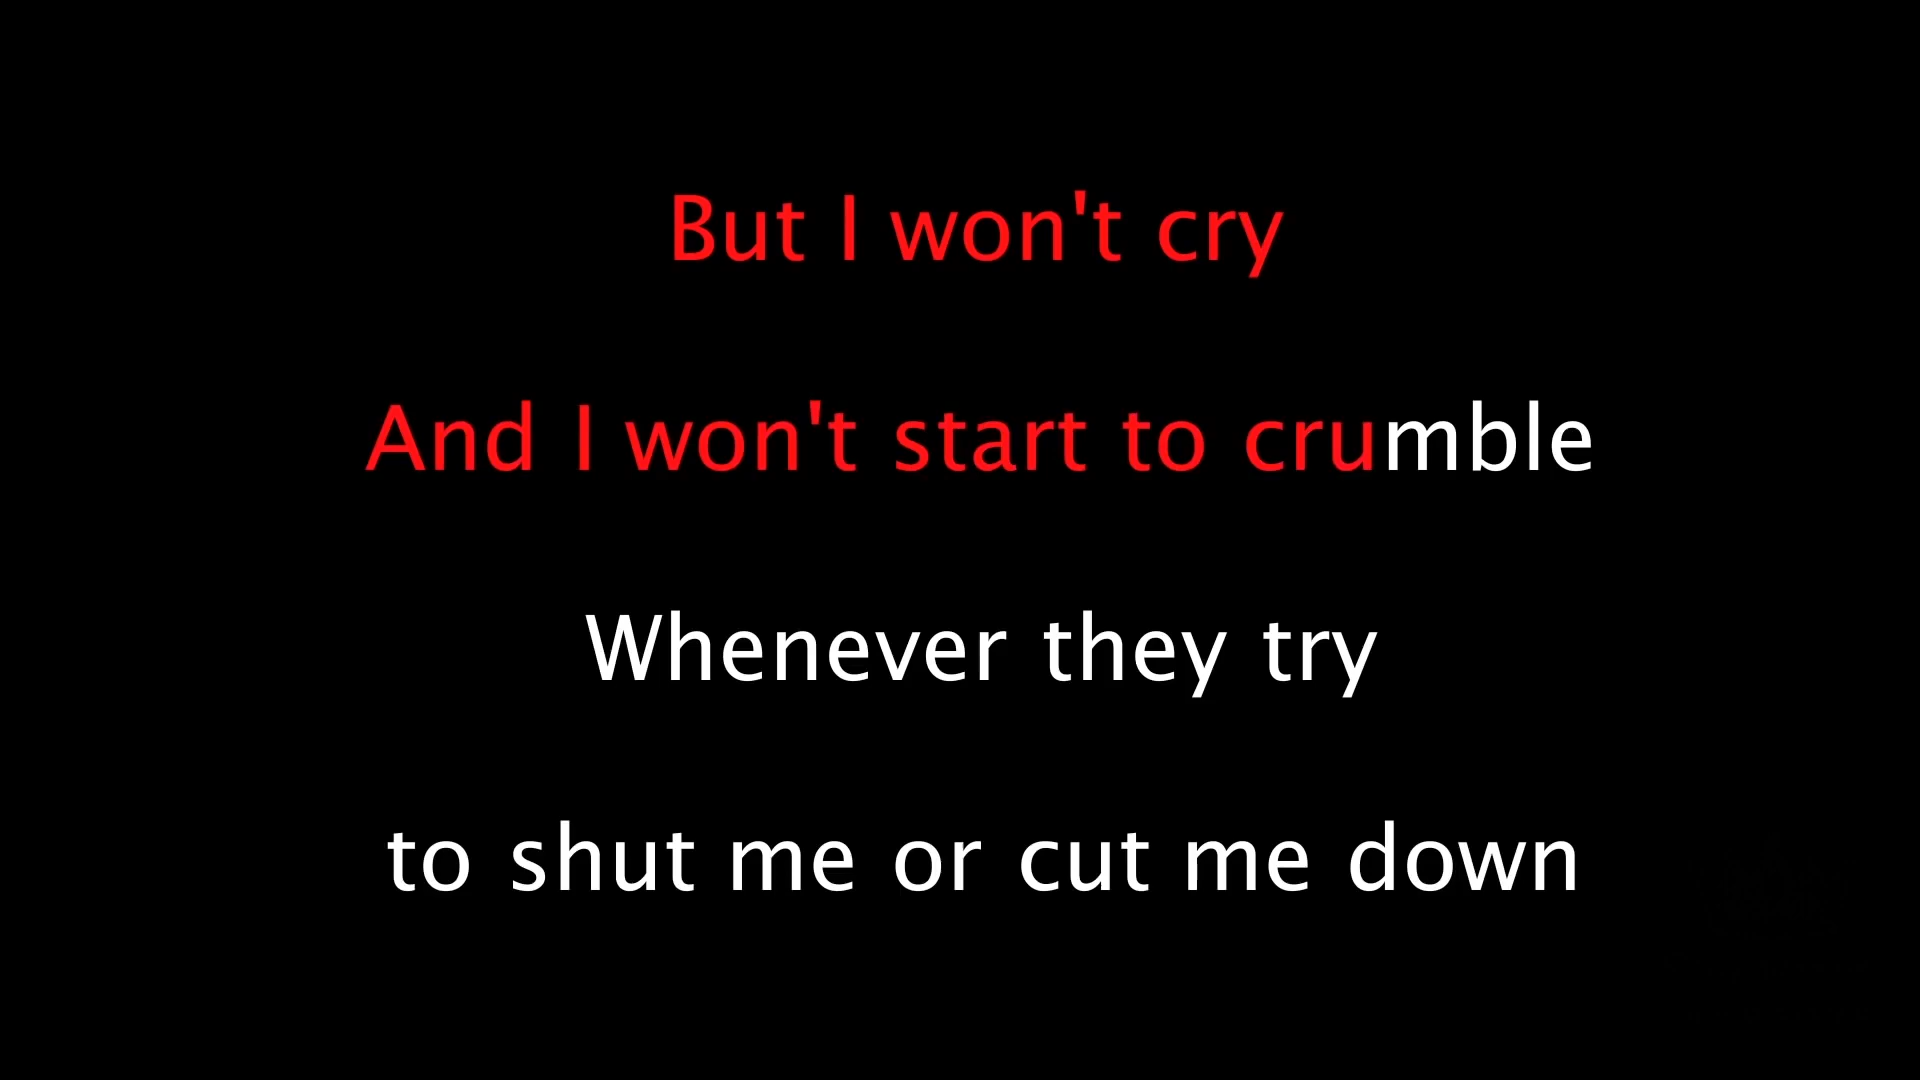 But I won't cry
And I won't start to crumble
Whenever they try
to shut me or cut me down